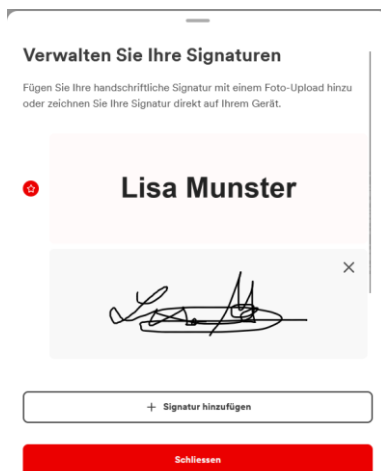 Verwalten Sie Ihre Signaturen
Fügen Sie Ihre handschriftliche Signatur mit einem Foto-Upload hinzu
oder zeichnen Sie Ihre Signatur direkt auf Ihrem Gerät.
Lisa Munster
+ Signatur hinzufügen
Schliessen